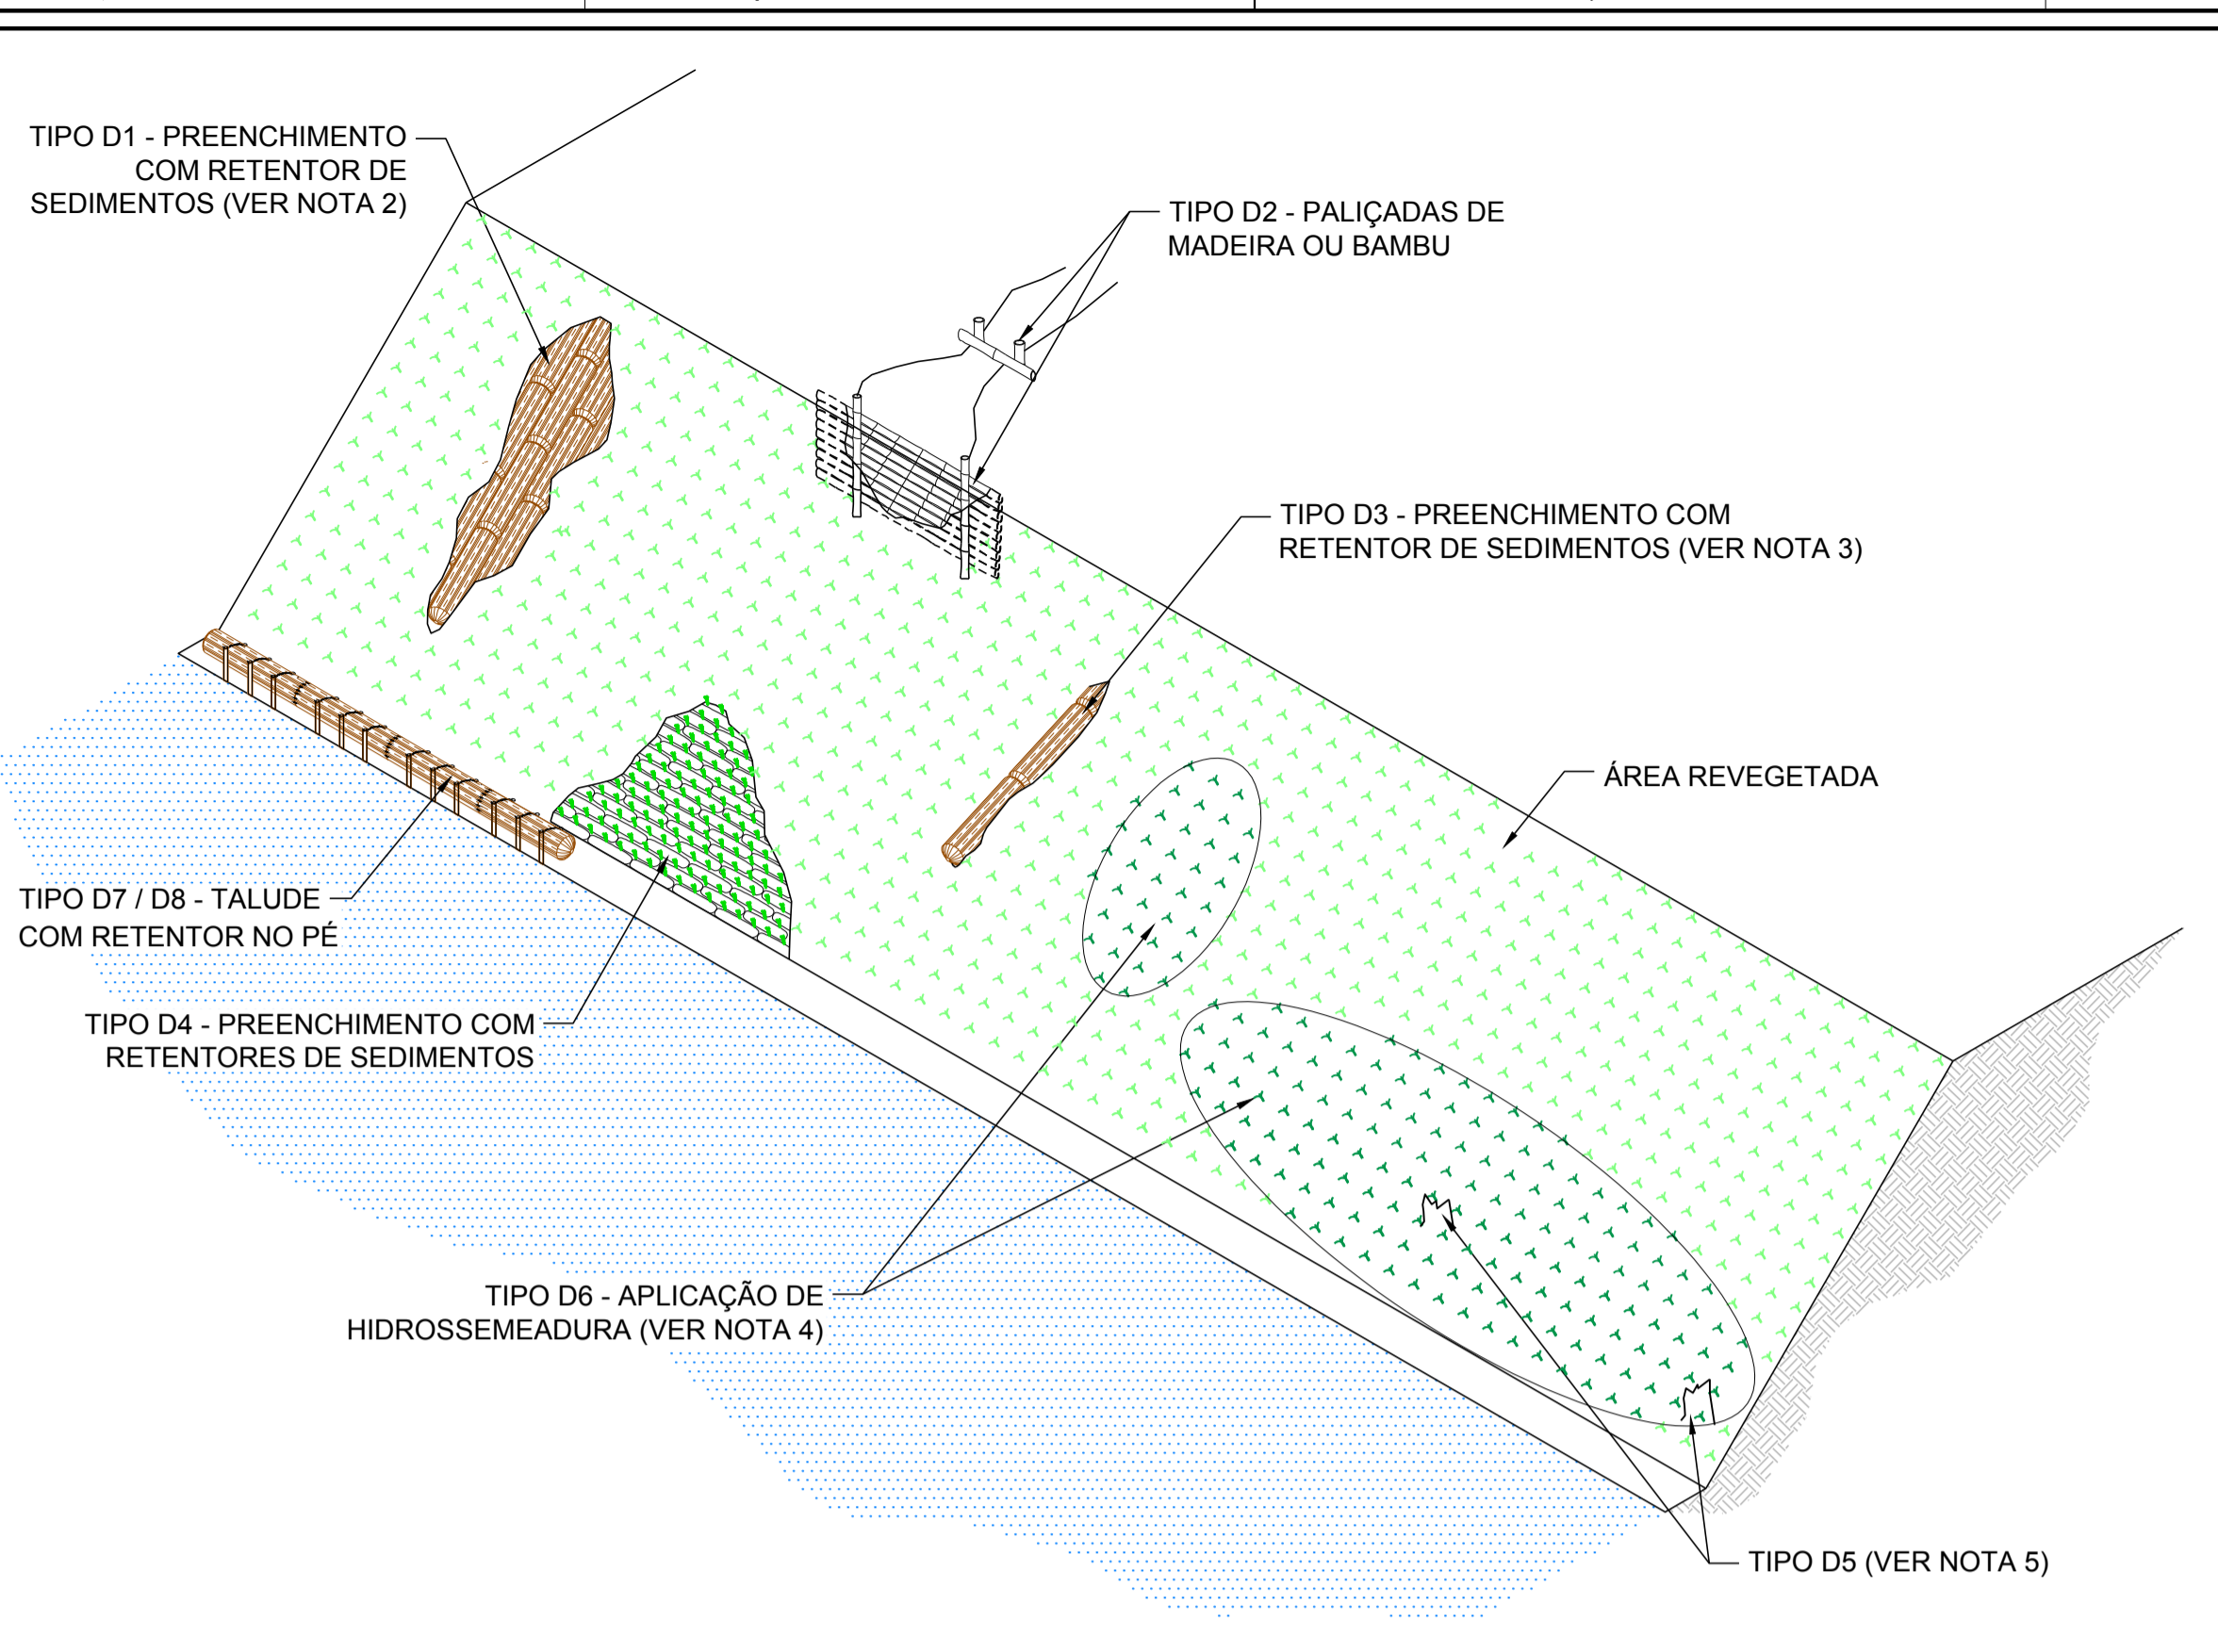 TIPO D1 - PREENCHIMENTO
COM RETENTOR DE
SEDIMENTOS (VER NOTA 2)
TIPO D2 - PALIÇADAS DE
MADEIRA OU BAMBU
TIPO D3 - PREENCHIMENTO COM
RETENTOR DE SEDIMENTOS (VER NOTA 3)
ÁREA REVEGETADA
TIPO D7 / D8 - TALUDE
COM RETENTOR NO PÉ
TIPO D4 - PREENCHIMENTO COM
RETENTORES DE SEDIMENTOS
TIPO D6 - APLICAÇÃO DE
HIDROSSEMEADURA (VER NOTA 4)
TIPO D5 (VER NOTA 5)